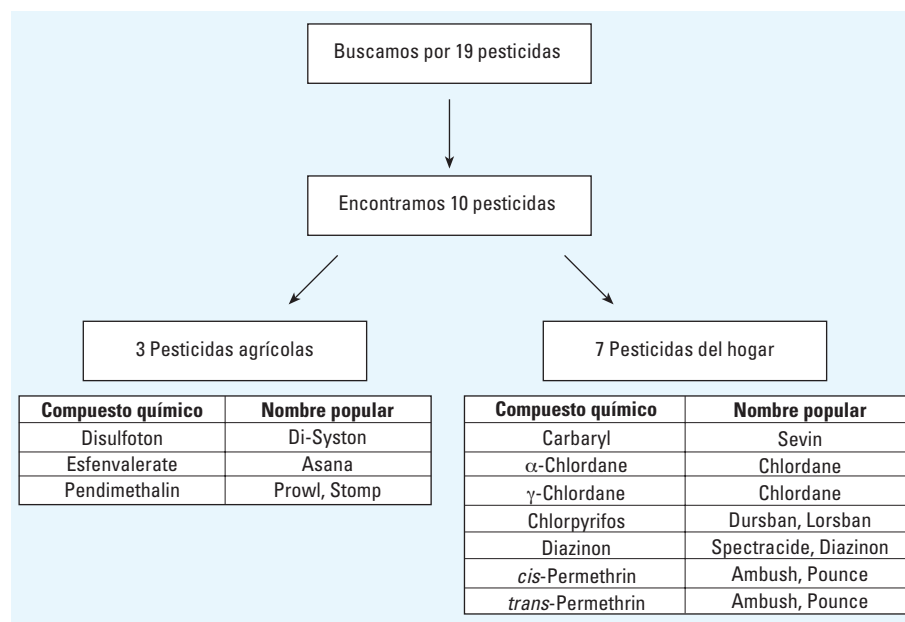 Buscamos por 19 pesticidas
Encontramos 10 pesticidas
3 Pesticidas agrícolas
Compuesto químico Nombre popular
Disulfoton Di-Syston
Esfenvalerate Asana
Pendimethalin Prowl, Stomp
7 Pesticidas del hogar
Compuesto químico Nombre popular
Carbaryl Sevin
α-Chlordane Chlordane
γ-Chlordane Chlordane
Chlorpyrifos Dursban, Lorsban
Diazinon Spectracide, Diazinon
cis-Permethrin Ambush, Pounce
trans-Permethrin Ambush, Pounce